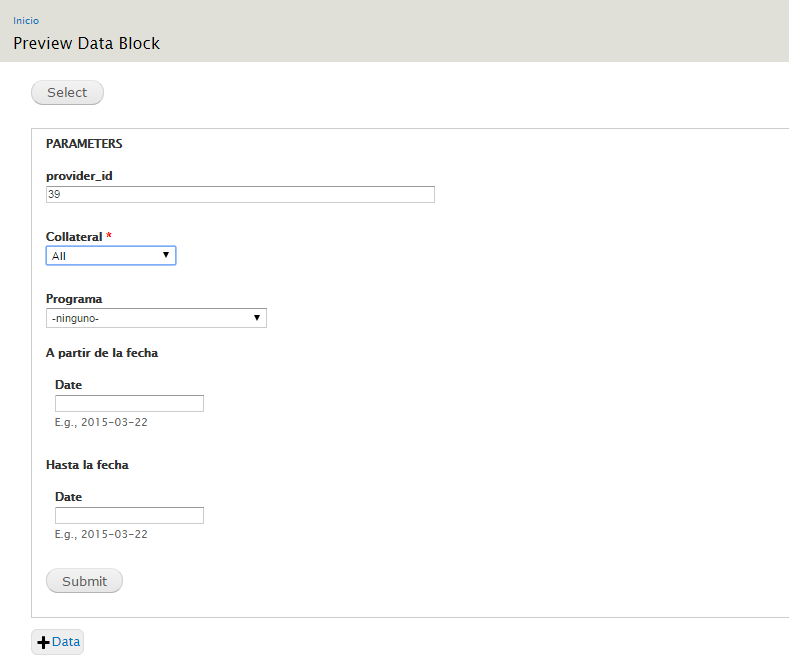 Inicio
Preview Data Block
Select
PARAMETERS
provider_id
39
Collateral *
All
Programa
-ninguno-
A partir de la fecha
Date
E.g., 2015-03-22
Hasta la fecha
Date
E.g., 2015-03-22
Submit
Data